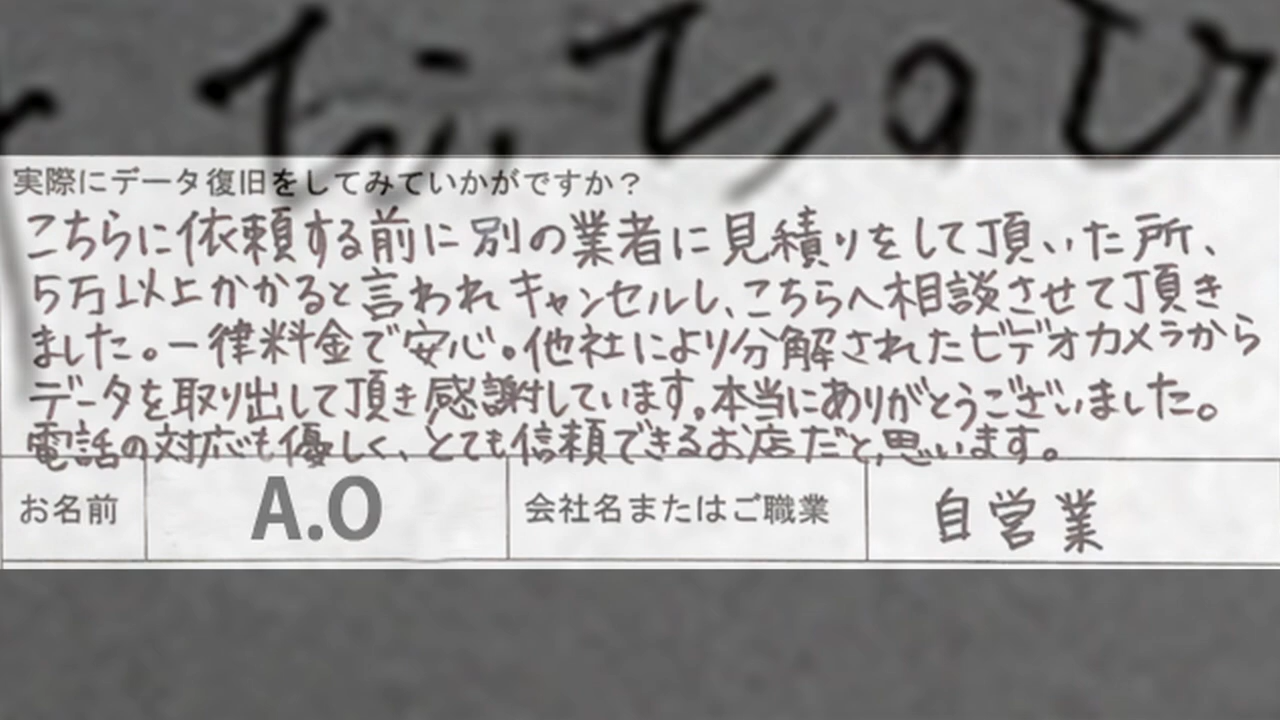 実際にデータ復旧をしてみていかがですか？
こちらに依頼する前に別の業者に見積りをして頂いた所、
5万以上かかると言われキャンセルし、こちらへ相談させて頂き
ました。一律料金で安心。他社により分解されたビデオカメラから
データを取り出して頂き感謝しています。本当にありがとうございました。
電話の対応も優しく、とても信頼できるお店だと思います。
お名前 A.O 会社名またはご職業 自営業